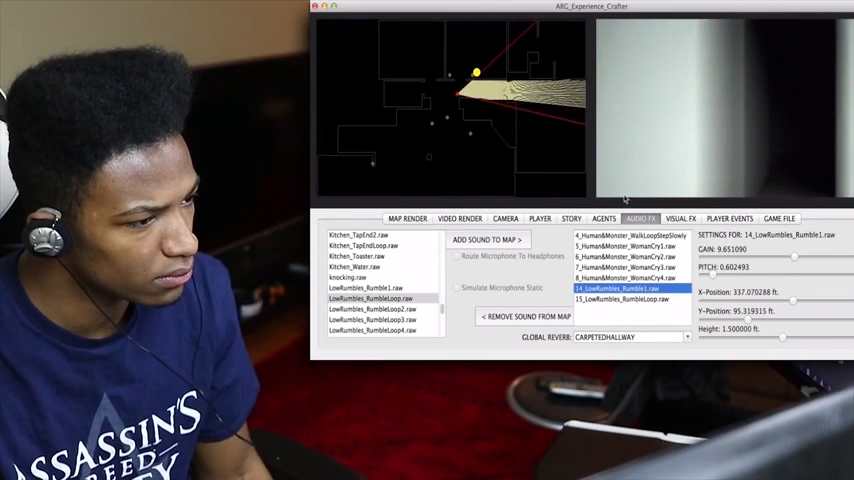 ARG_Experience_Crafter
MAP RENDER VIDEO RENDER CAMERA PLAYER STORY AGENTS AUDIO FX VISUAL FX PLAYER EVENTS GAME FILE
Kitchen_TapEnd2.raw
Kitchen_TapEndLoop.raw
Kitchen_Toaster.raw
Kitchen_Water.raw
knocking.raw
LowRumbles_Rumble1.raw
LowRumbles_RumbleLoop.raw
LowRumbles_RumbleLoop2.raw
LowRumbles_RumbleLoop3.raw
LowRumbles_RumbleLoop4.raw
ADD SOUND TO MAP >
Route Microphone To Headphones
Simulate Microphone Static
< REMOVE SOUND FROM MAP
GLOBAL REVERB: CARPETEDHALLWAY
4_Human&Monster_WalkLoopStepSlowly
5_Human&Monster_WomanCry1.raw
6_Human&Monster_WomanCry2.raw
7_Human&Monster_WomanCry3.raw
8_Human&Monster_WomanCry4.raw
14_LowRumbles_Rumble1.raw
15_LowRumbles_RumbleLoop.raw
SETTINGS FOR: 14_LowRumbles_Rumble1.raw
GAIN: 9.651090
PITCH: 0.602493
X-Position: 337.070288 ft.
Y-Position: 95.319315 ft.
Height: 1.500000 ft.
ASSASSIN'S
CREED